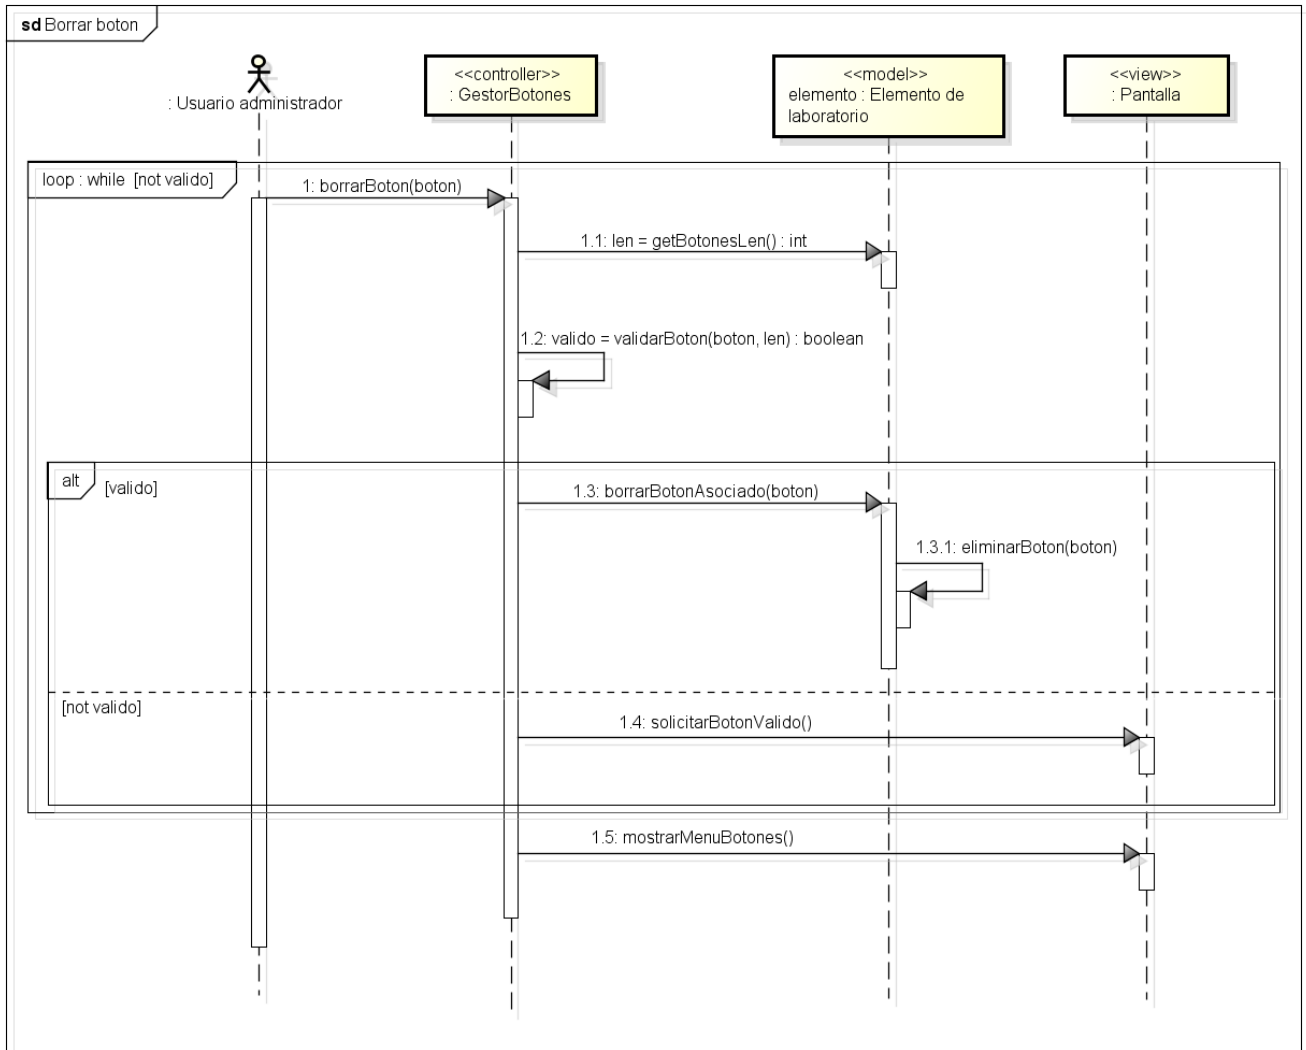 sd Borrar boton
: Usuario administrador
<<controller>>
: GestorBotones
<<model>>
elemento : Elemento de
laboratorio
<<view>>
: Pantalla
loop : while [not valido]
1: borrarBoton(boton)
1.1: len = getBotonesLen() : int
1.2: valido = validarBoton(boton, len) : boolean
alt
[valido]
1.3: borrarBotonAsociado(boton)
1.3.1: eliminarBoton(boton)
[not valido]
1.4: solicitarBotonValido()
1.5: mostrarMenuBotones()